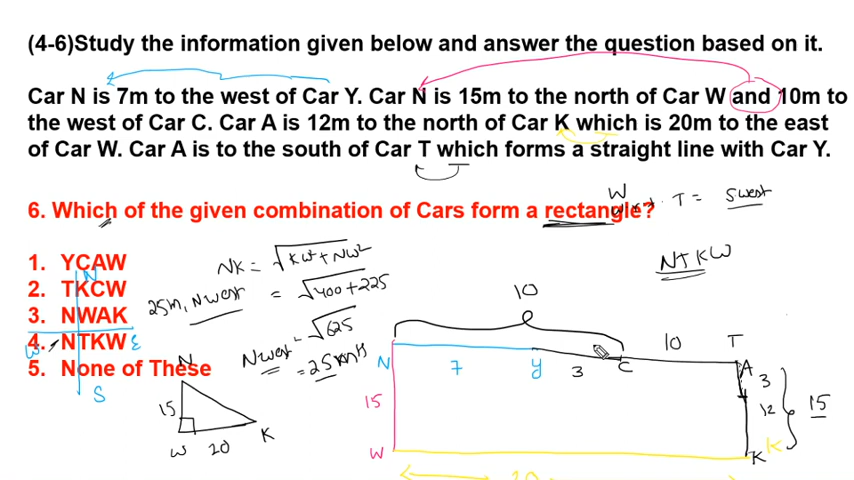 (4-6)Study the information given below and answer the question based on it.
Car N is 7m to the west of Car Y. Car N is 15m to the north of Car W and 10m to
the west of Car C. Car A is 12m to the north of Car K which is 20m to the east
of Car W. Car A is to the south of Car T which forms a straight line with Car Y.
W
T = Swest
6. Which of the given combination of Cars form a rectangle?
1. YCAW
2. TKCW
3. NWAK
4. NTKW
5. None of These
N
W
E
S
NK = √KW² + NW²
25m, Nwest = √400+225
Nwest = √625
= 25
NTKW
N
15
W 20 K
10
N 7 Y 3 C 10 T
A
3
15
12
15
W
K K
20